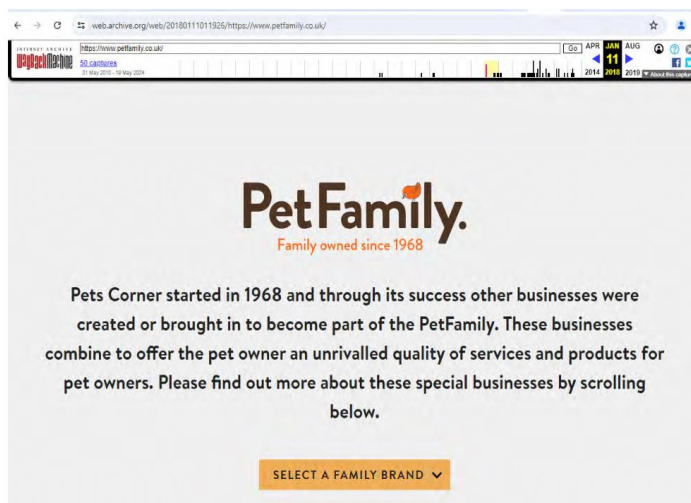 web.archive.org/web/20180111011926/https://www.petfamily.co.uk/
INTERNET ARCHIVE
WayBackMachine
https://www.petfamily.co.uk/
Go
APR JAN AUG
50 captures
11
31 May 2010 - 19 May 2024
2014 2018 2019
About this capture
PetFamily.
Family owned since 1968
Pets Corner started in 1968 and through its success other businesses were
created or brought in to become part of the PetFamily. These businesses
combine to offer the pet owner an unrivalled quality of services and products for
pet owners. Please find out more about these special businesses by scrolling
below.
SELECT A FAMILY BRAND